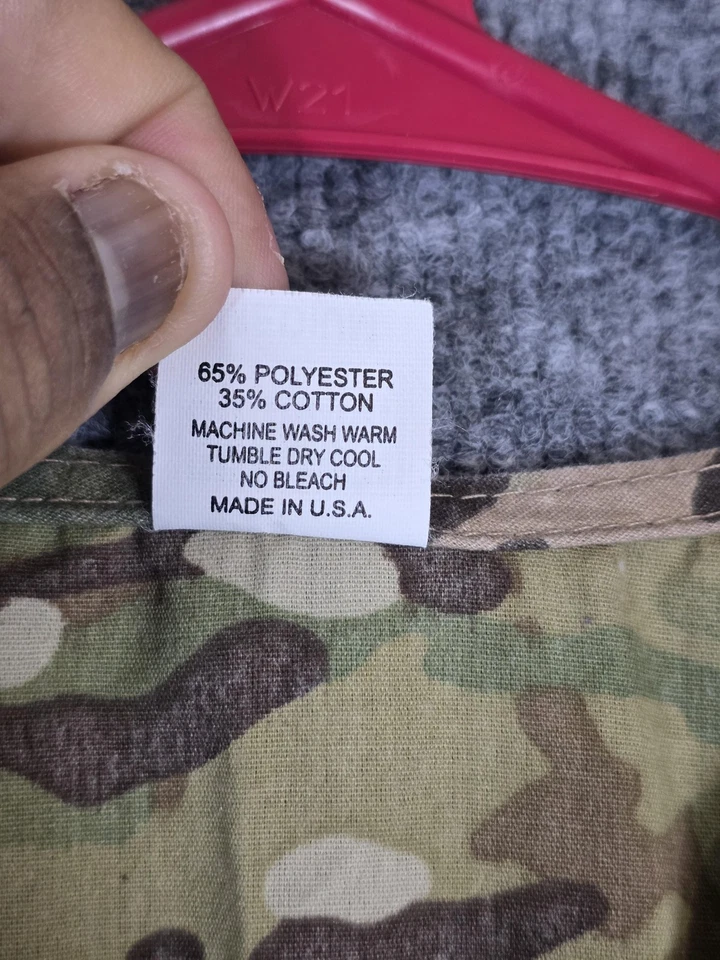 W21
65% POLYESTER
35% COTTON
MACHINE WASH WARM
TUMBLE DRY COOL
NO BLEACH
MADE IN U.S.A.